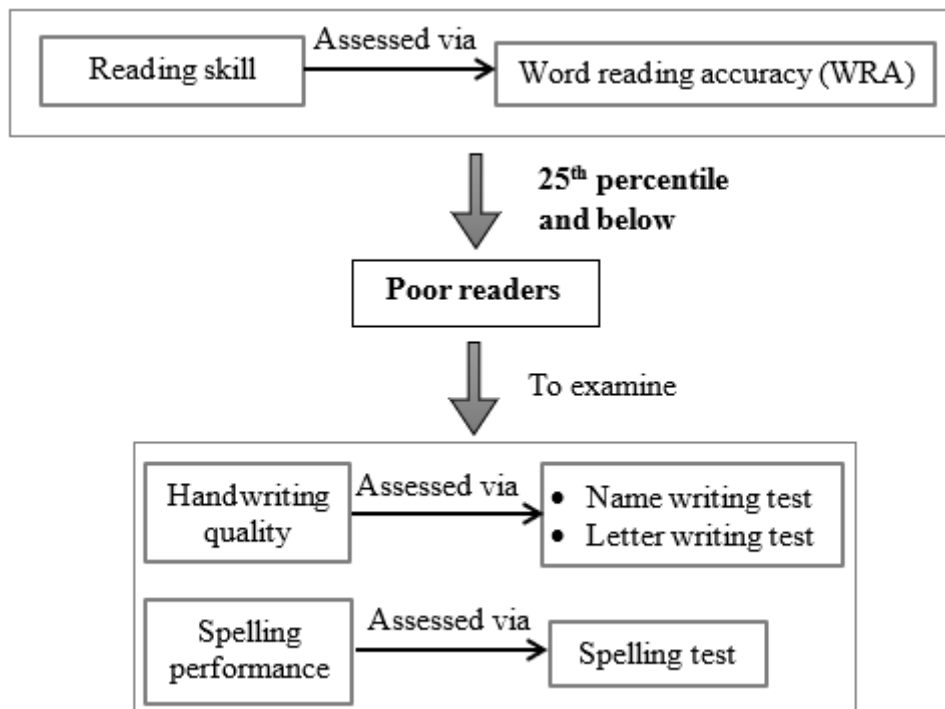 Assessed via
Reading skill
Word reading accuracy (WRA)
25th percentile
and below
Poor readers
To examine
Handwriting
quality
Assessed via
• Name writing test
• Letter writing test
Spelling
performance
Assessed via
Spelling test